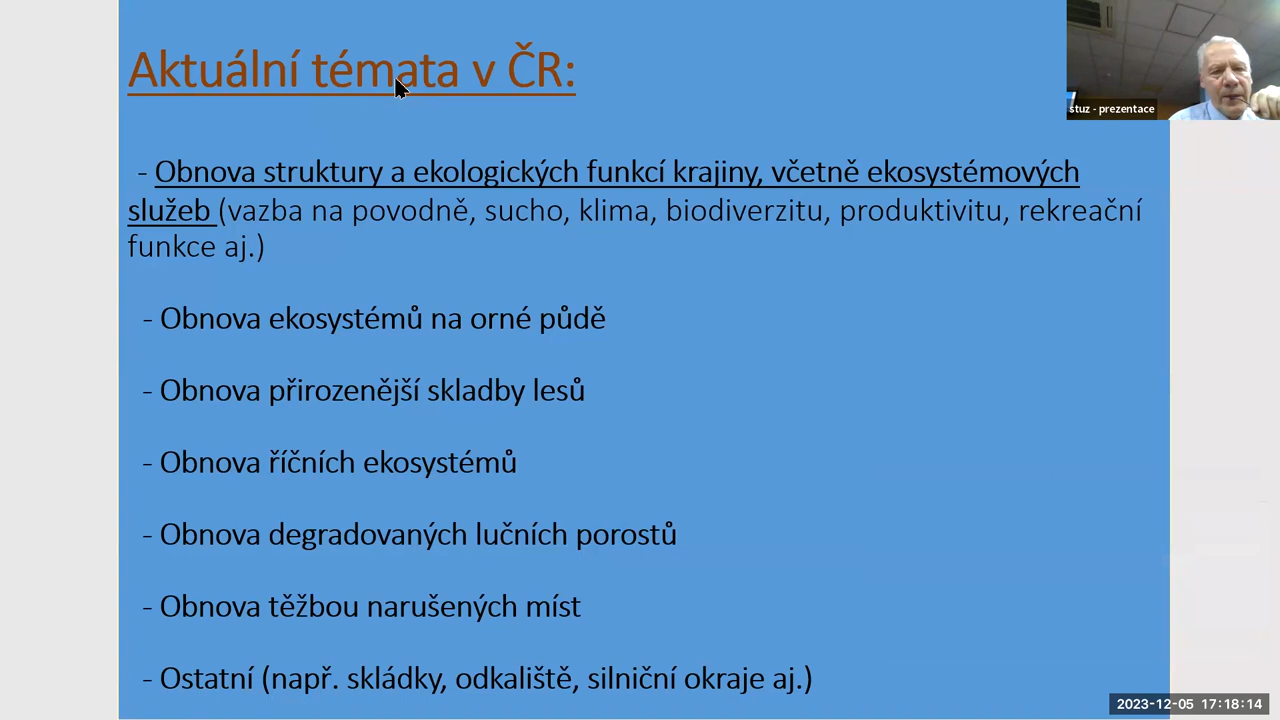 Aktuální témata v ČR:
stuz - prezentace
- Obnova struktury a ekologických funkcí krajiny, včetně ekosystémových
služeb (vazba na povodně, sucho, klima, biodiverzitu, produktivitu, rekreační
funkce aj.)
- Obnova ekosystémů na orné půdě
- Obnova přirozenější skladby lesů
- Obnova říčních ekosystémů
- Obnova degradovaných lučních porostů
- Obnova těžbou narušených míst
- Ostatní (např. skládky, odkaliště, silniční okraje aj.)
2023-12-05 17:18:14